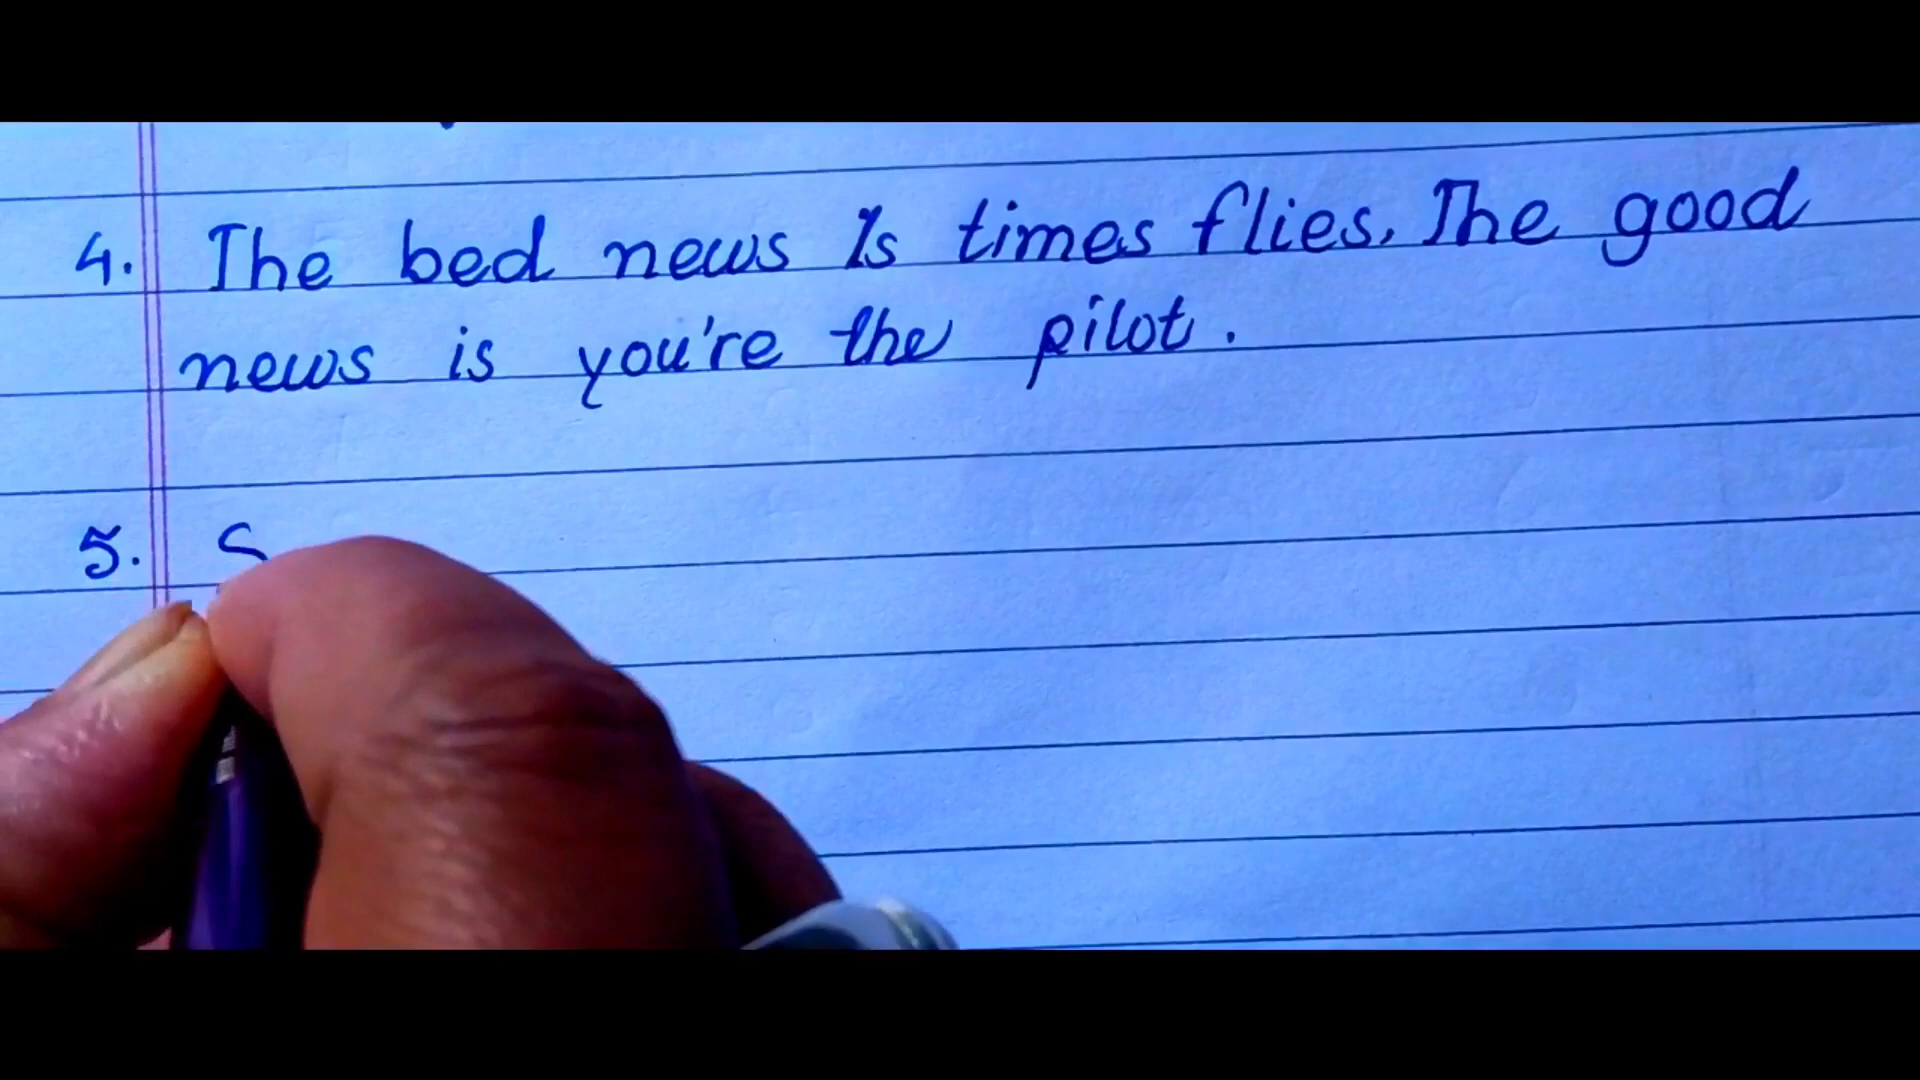 4. The bed news Is times flies. The good
news is you're the pilot.
5. S